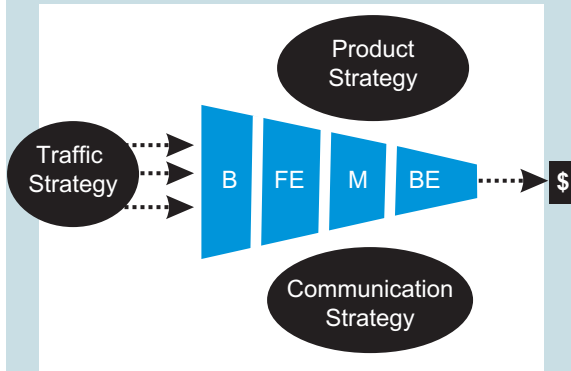 Product
Strategy
Traffic
Strategy
B FE M BE
$
Communication
Strategy